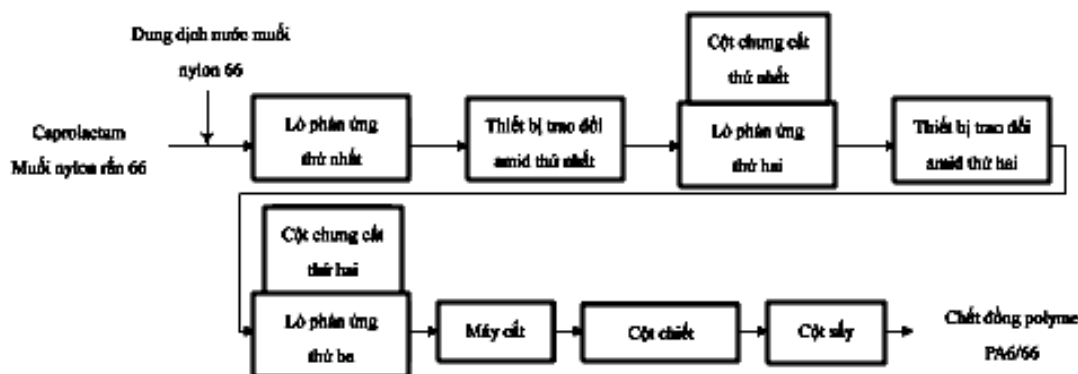 Dung dịch nước muối
nylon 66
Caprolactam
Muối nylon rắn 66
Lò phản ứng
thứ nhất
Thiết bị trao đổi
amid thứ nhất
Cột chưng cất
thứ nhất
Lò phản ứng
thứ hai
Thiết bị trao đổi
amid thứ hai
Cột chưng cất
thứ hai
Lò phản ứng
thứ ba
Máy cắt
Cột chiết
Cột sấy
Chất đồng polyme
PA6/66